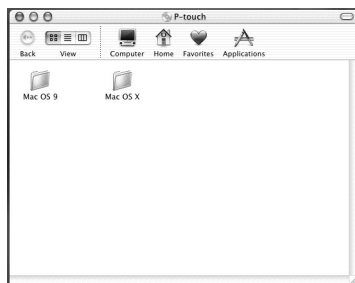 P-touch
Back View Computer Home Favorites Applications
Mac OS 9 Mac OS X